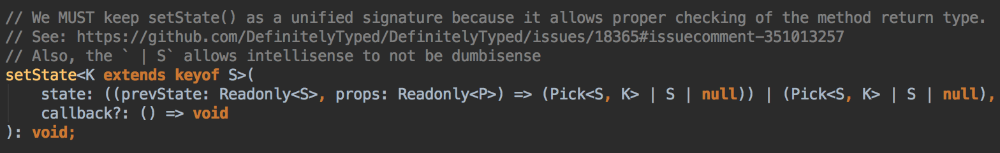 // We MUST keep setState() as a unified signature because it allows proper checking of the method return type.
// See: https://github.com/DefinitelyTyped/DefinitelyTyped/issues/18365#issuecomment-351013257
// Also, the ` | S` allows intellisense to not be dumbisense
setState<K extends keyof S>(
    state: ((prevState: Readonly<S>, props: Readonly<P>) => (Pick<S, K> | S | null)) | (Pick<S, K> | S | null),
    callback?: () => void
): void;